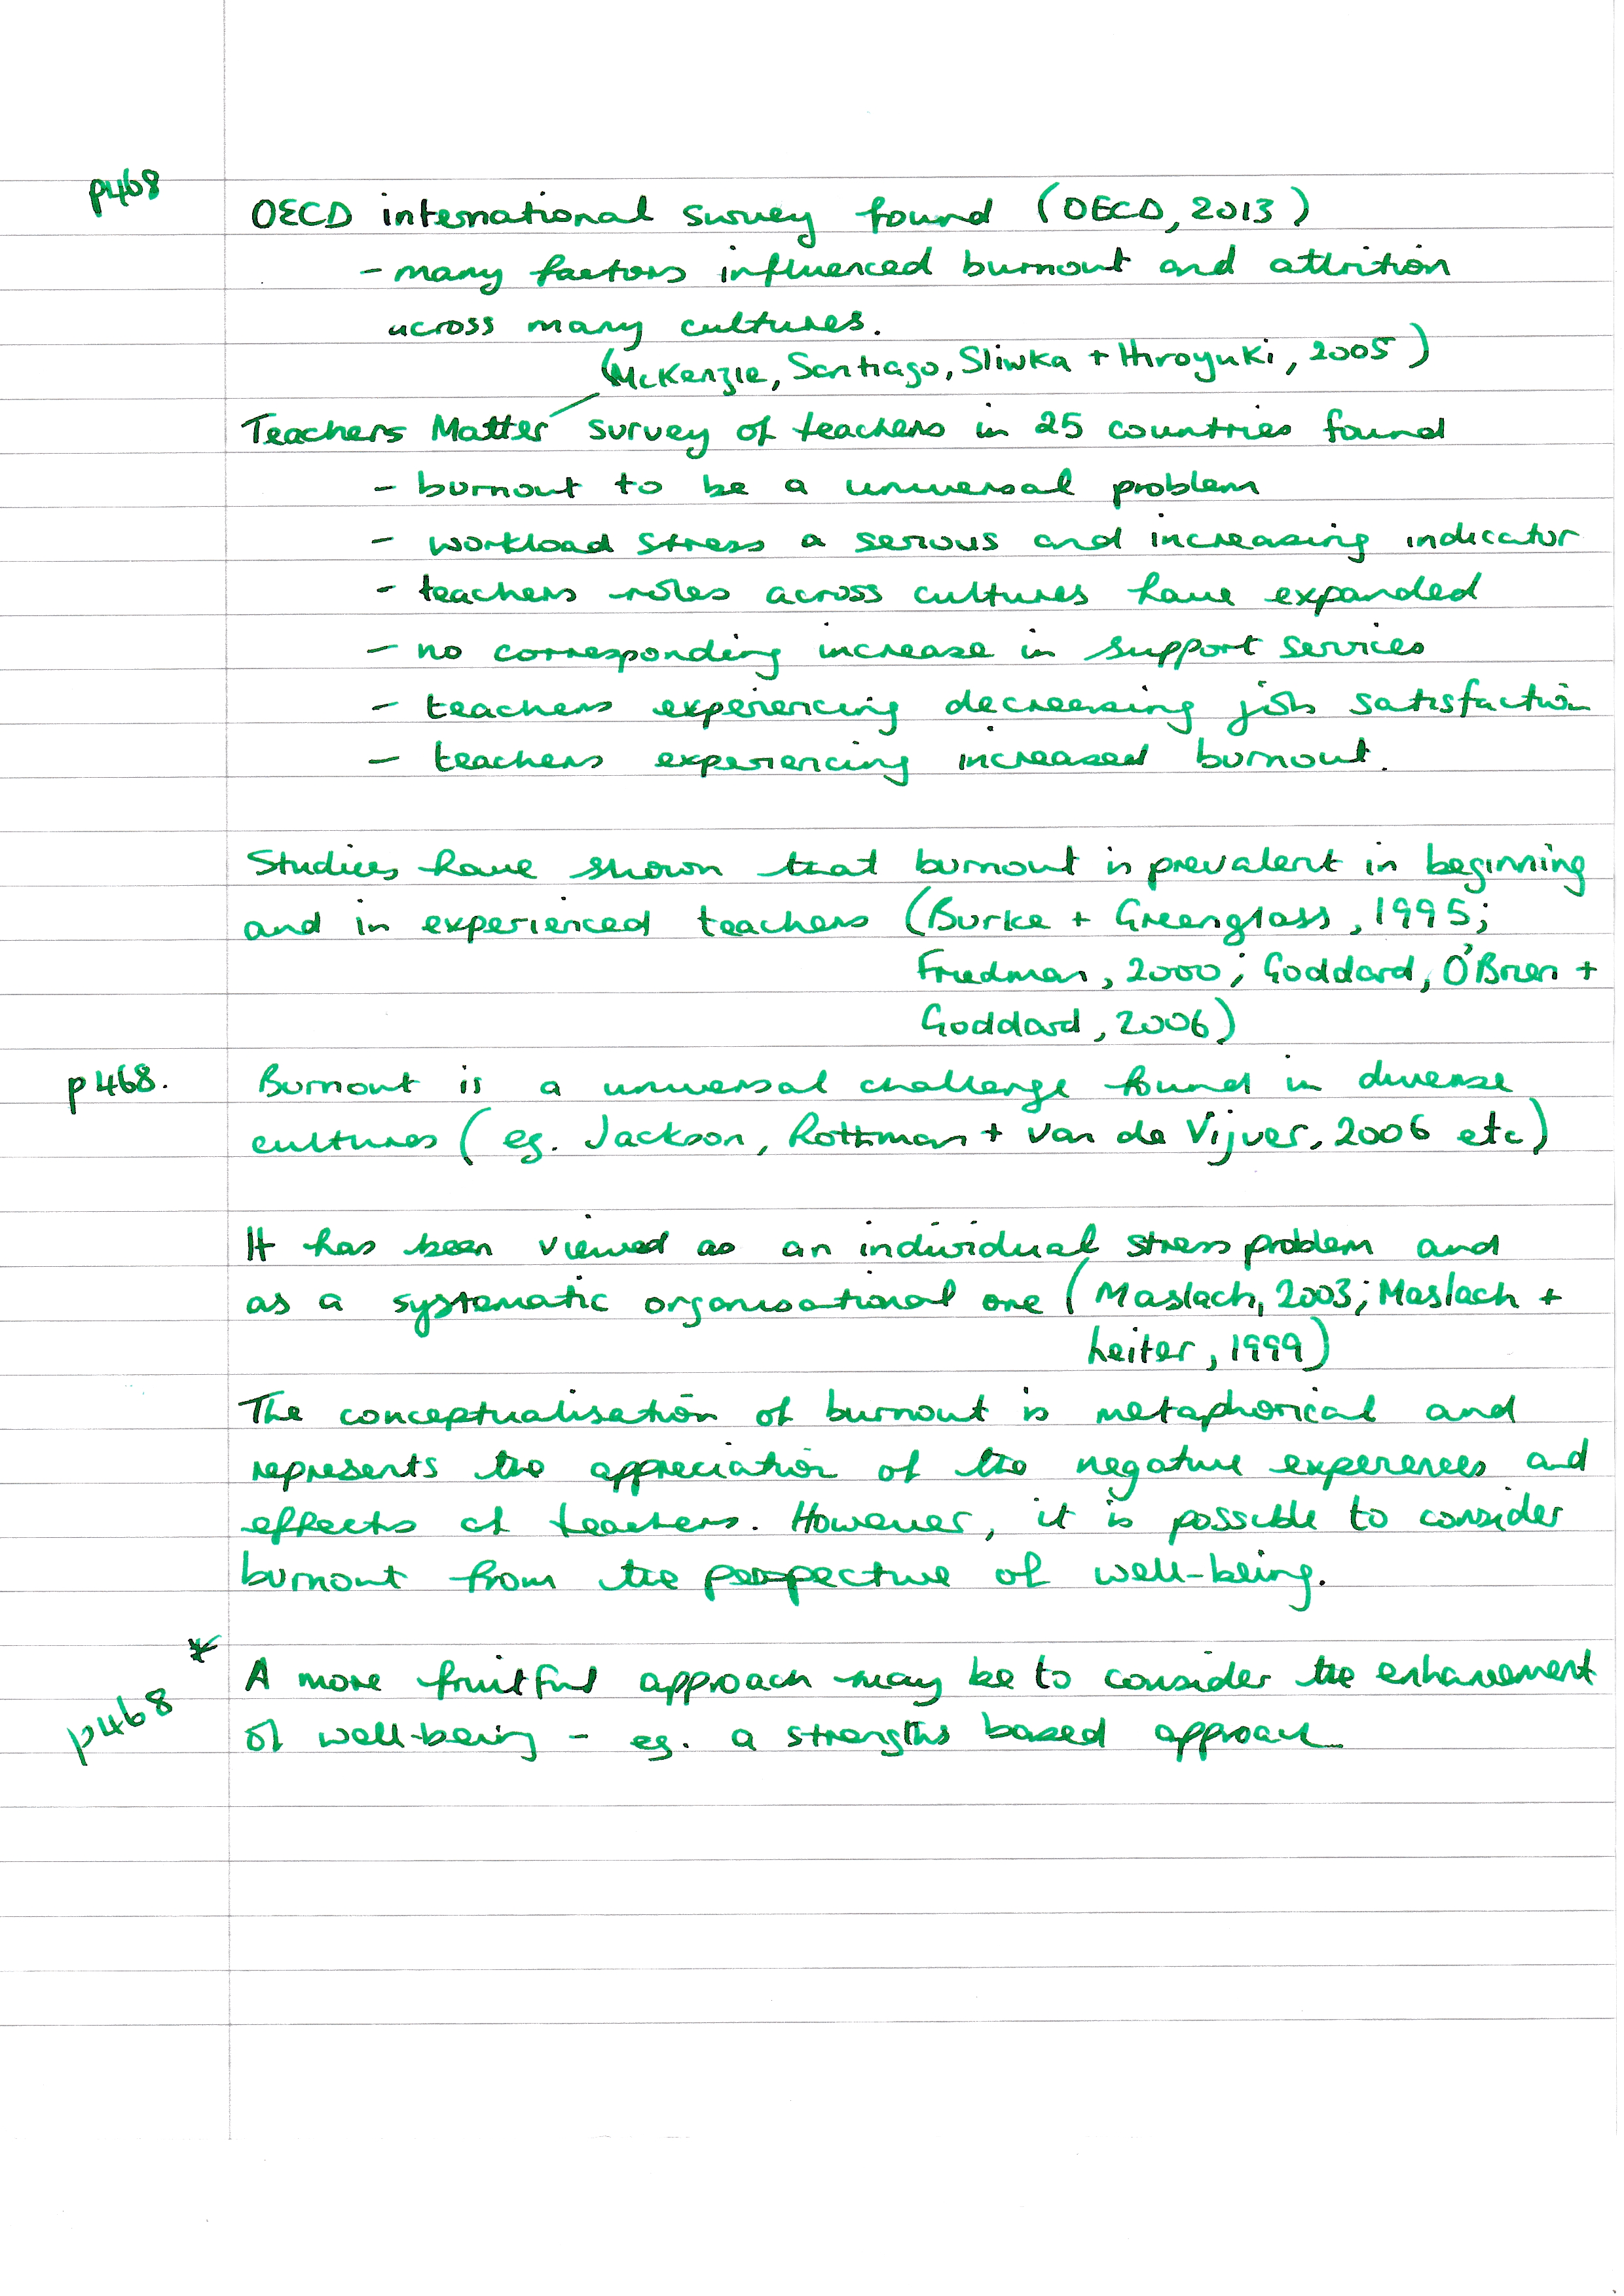 p468 OECD international survey found (OECD, 2013)
- many factors influenced burnout and attrition
across many cultures.
(McKenzie, Santiago, Sliwka + Hiroyuki, 2005)
Teachers Matter survey of teachers in 25 countries found
- burnout to be a universal problem
- workload stress a serious and increasing indicator
- teachers roles across cultures have expanded
- no corresponding increase in support services
- teachers experiencing decreasing job satisfaction
- teachers experiencing increased burnout.
Studies have shown that burnout is prevalent in beginning
and in experienced teachers (Burke + Greenglass, 1995;
Friedman, 2000; Goddard, O'Brien +
Goddard, 2006)
p468. Burnout is a universal challenge found in diverse
cultures (eg. Jackson, Rothman + van de Vijver, 2006 etc)
It has been viewed as an individual stress problem and
as a systematic organisational one (Maslach, 2003; Maslach +
Leiter, 1999)
The conceptualisation of burnout is metaphorical and
represents the appreciation of the negative experiences and
effects of teachers. However, it is possible to consider
burnout from the perspective of well-being.
* p468 A more fruitful approach may be to consider the enhancement
of well-being - eg. a strengths based approach